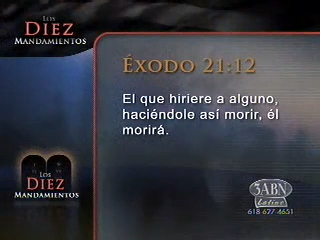 Los
Diez
Mandamientos
Éxodo 21:12
El que hiriere a alguno,
haciéndole así morir, él
morirá.
Los
Diez
Mandamientos
3ABN
Latino
618-627-4651